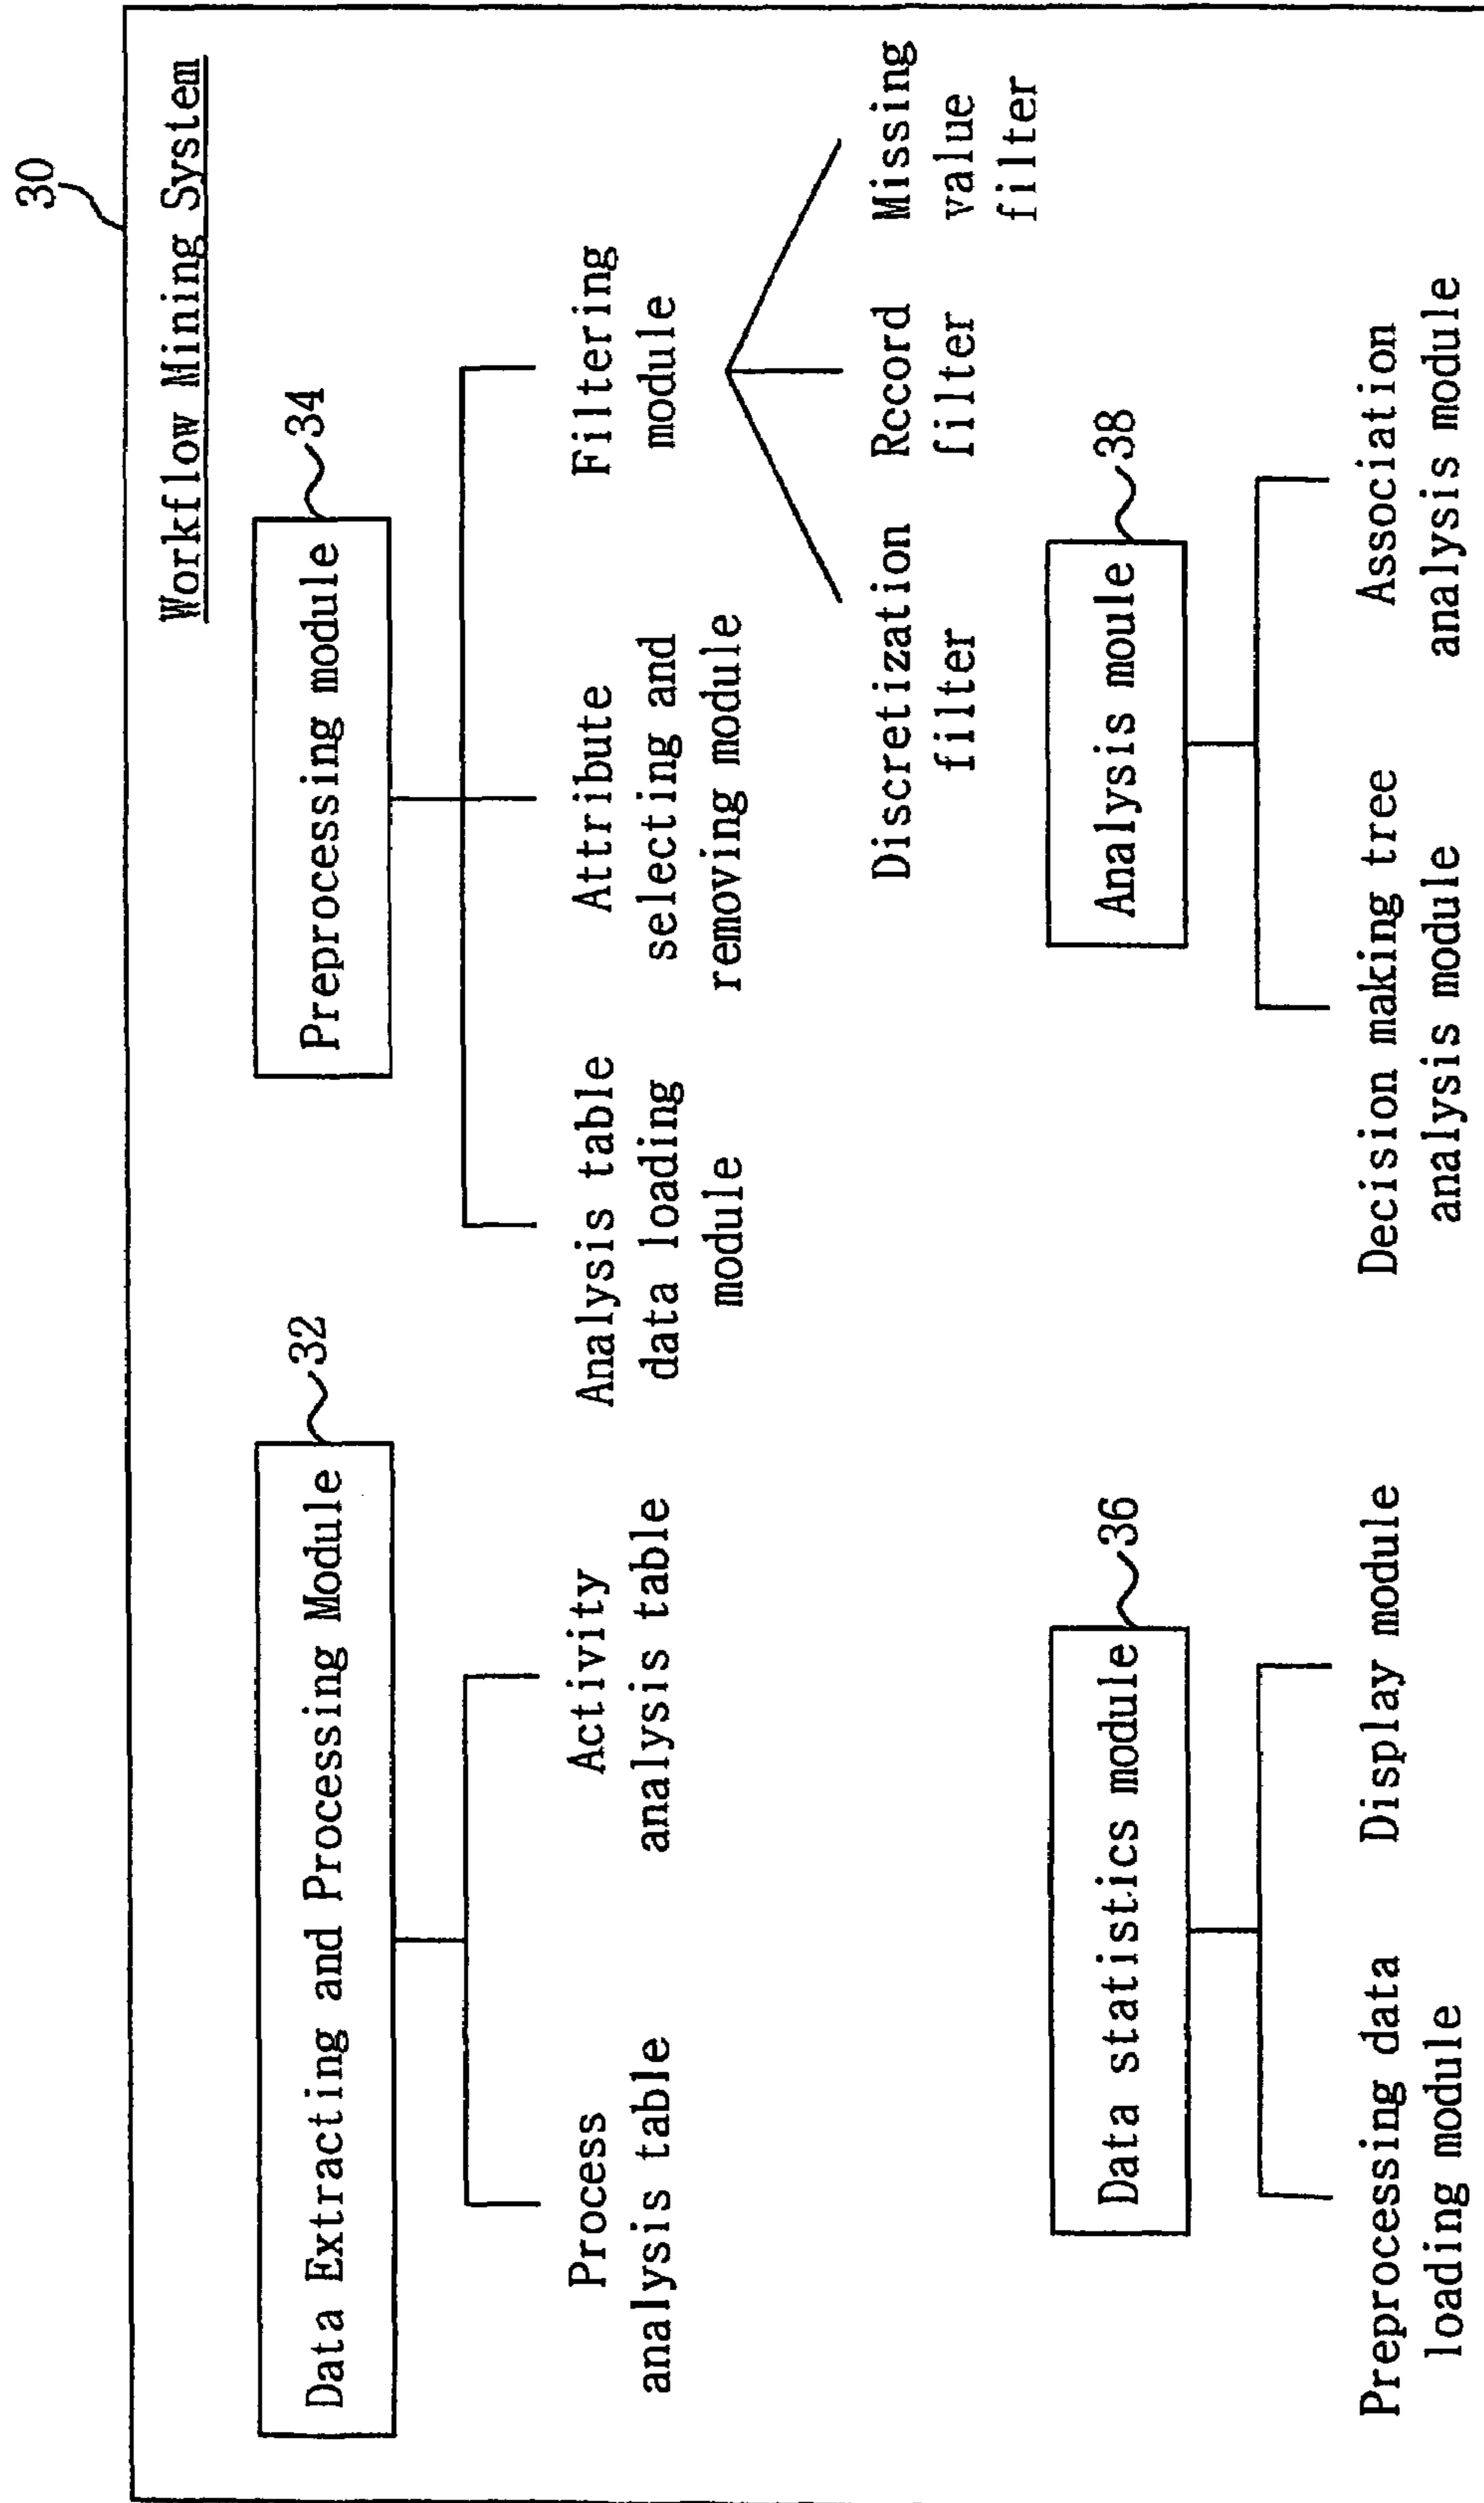 30
Workflow Mining System
Data Extracting and Processing Module
32
Process
analysis table
Activity
analysis table
Preprocessing module
34
Analysis table
data loading
module
Attribute
selecting and
removing module
Filtering
module
Discretization
filter
Record
filter
Missing
value
filter
Data statistics module
36
Preprocessing data
loading module
Display module
Analysis moule
38
Decision making tree
analysis module
Association
analysis module